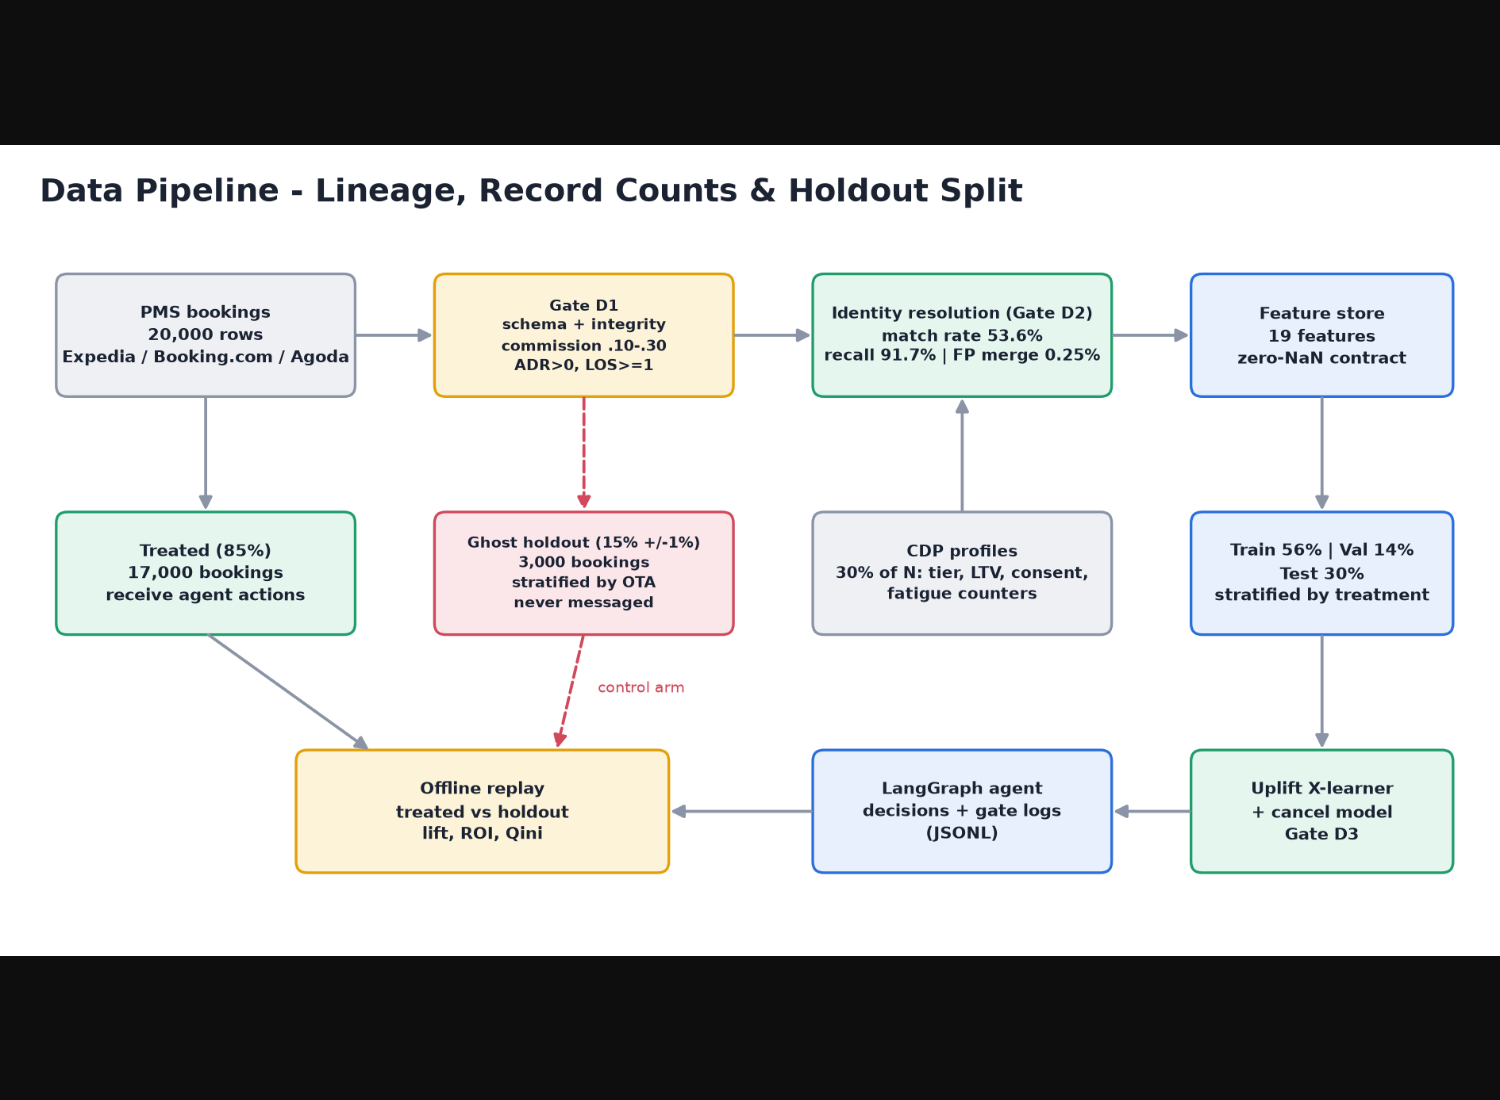 Data Pipeline - Lineage, Record Counts & Holdout Split
PMS bookings
20,000 rows
Expedia / Booking.com / Agoda
Gate D1
schema + integrity
commission .10-.30
ADR>0, LOS>=1
Identity resolution (Gate D2)
match rate 53.6%
recall 91.7% | FP merge 0.25%
Feature store
19 features
zero-NaN contract
Treated (85%)
17,000 bookings
receive agent actions
Ghost holdout (15% +/-1%)
3,000 bookings
stratified by OTA
never messaged
CDP profiles
30% of N: tier, LTV, consent,
fatigue counters
Train 56% | Val 14%
Test 30%
stratified by treatment
control arm
Offline replay
treated vs holdout
lift, ROI, Qini
LangGraph agent
decisions + gate logs
(JSONL)
Uplift X-learner
+ cancel model
Gate D3